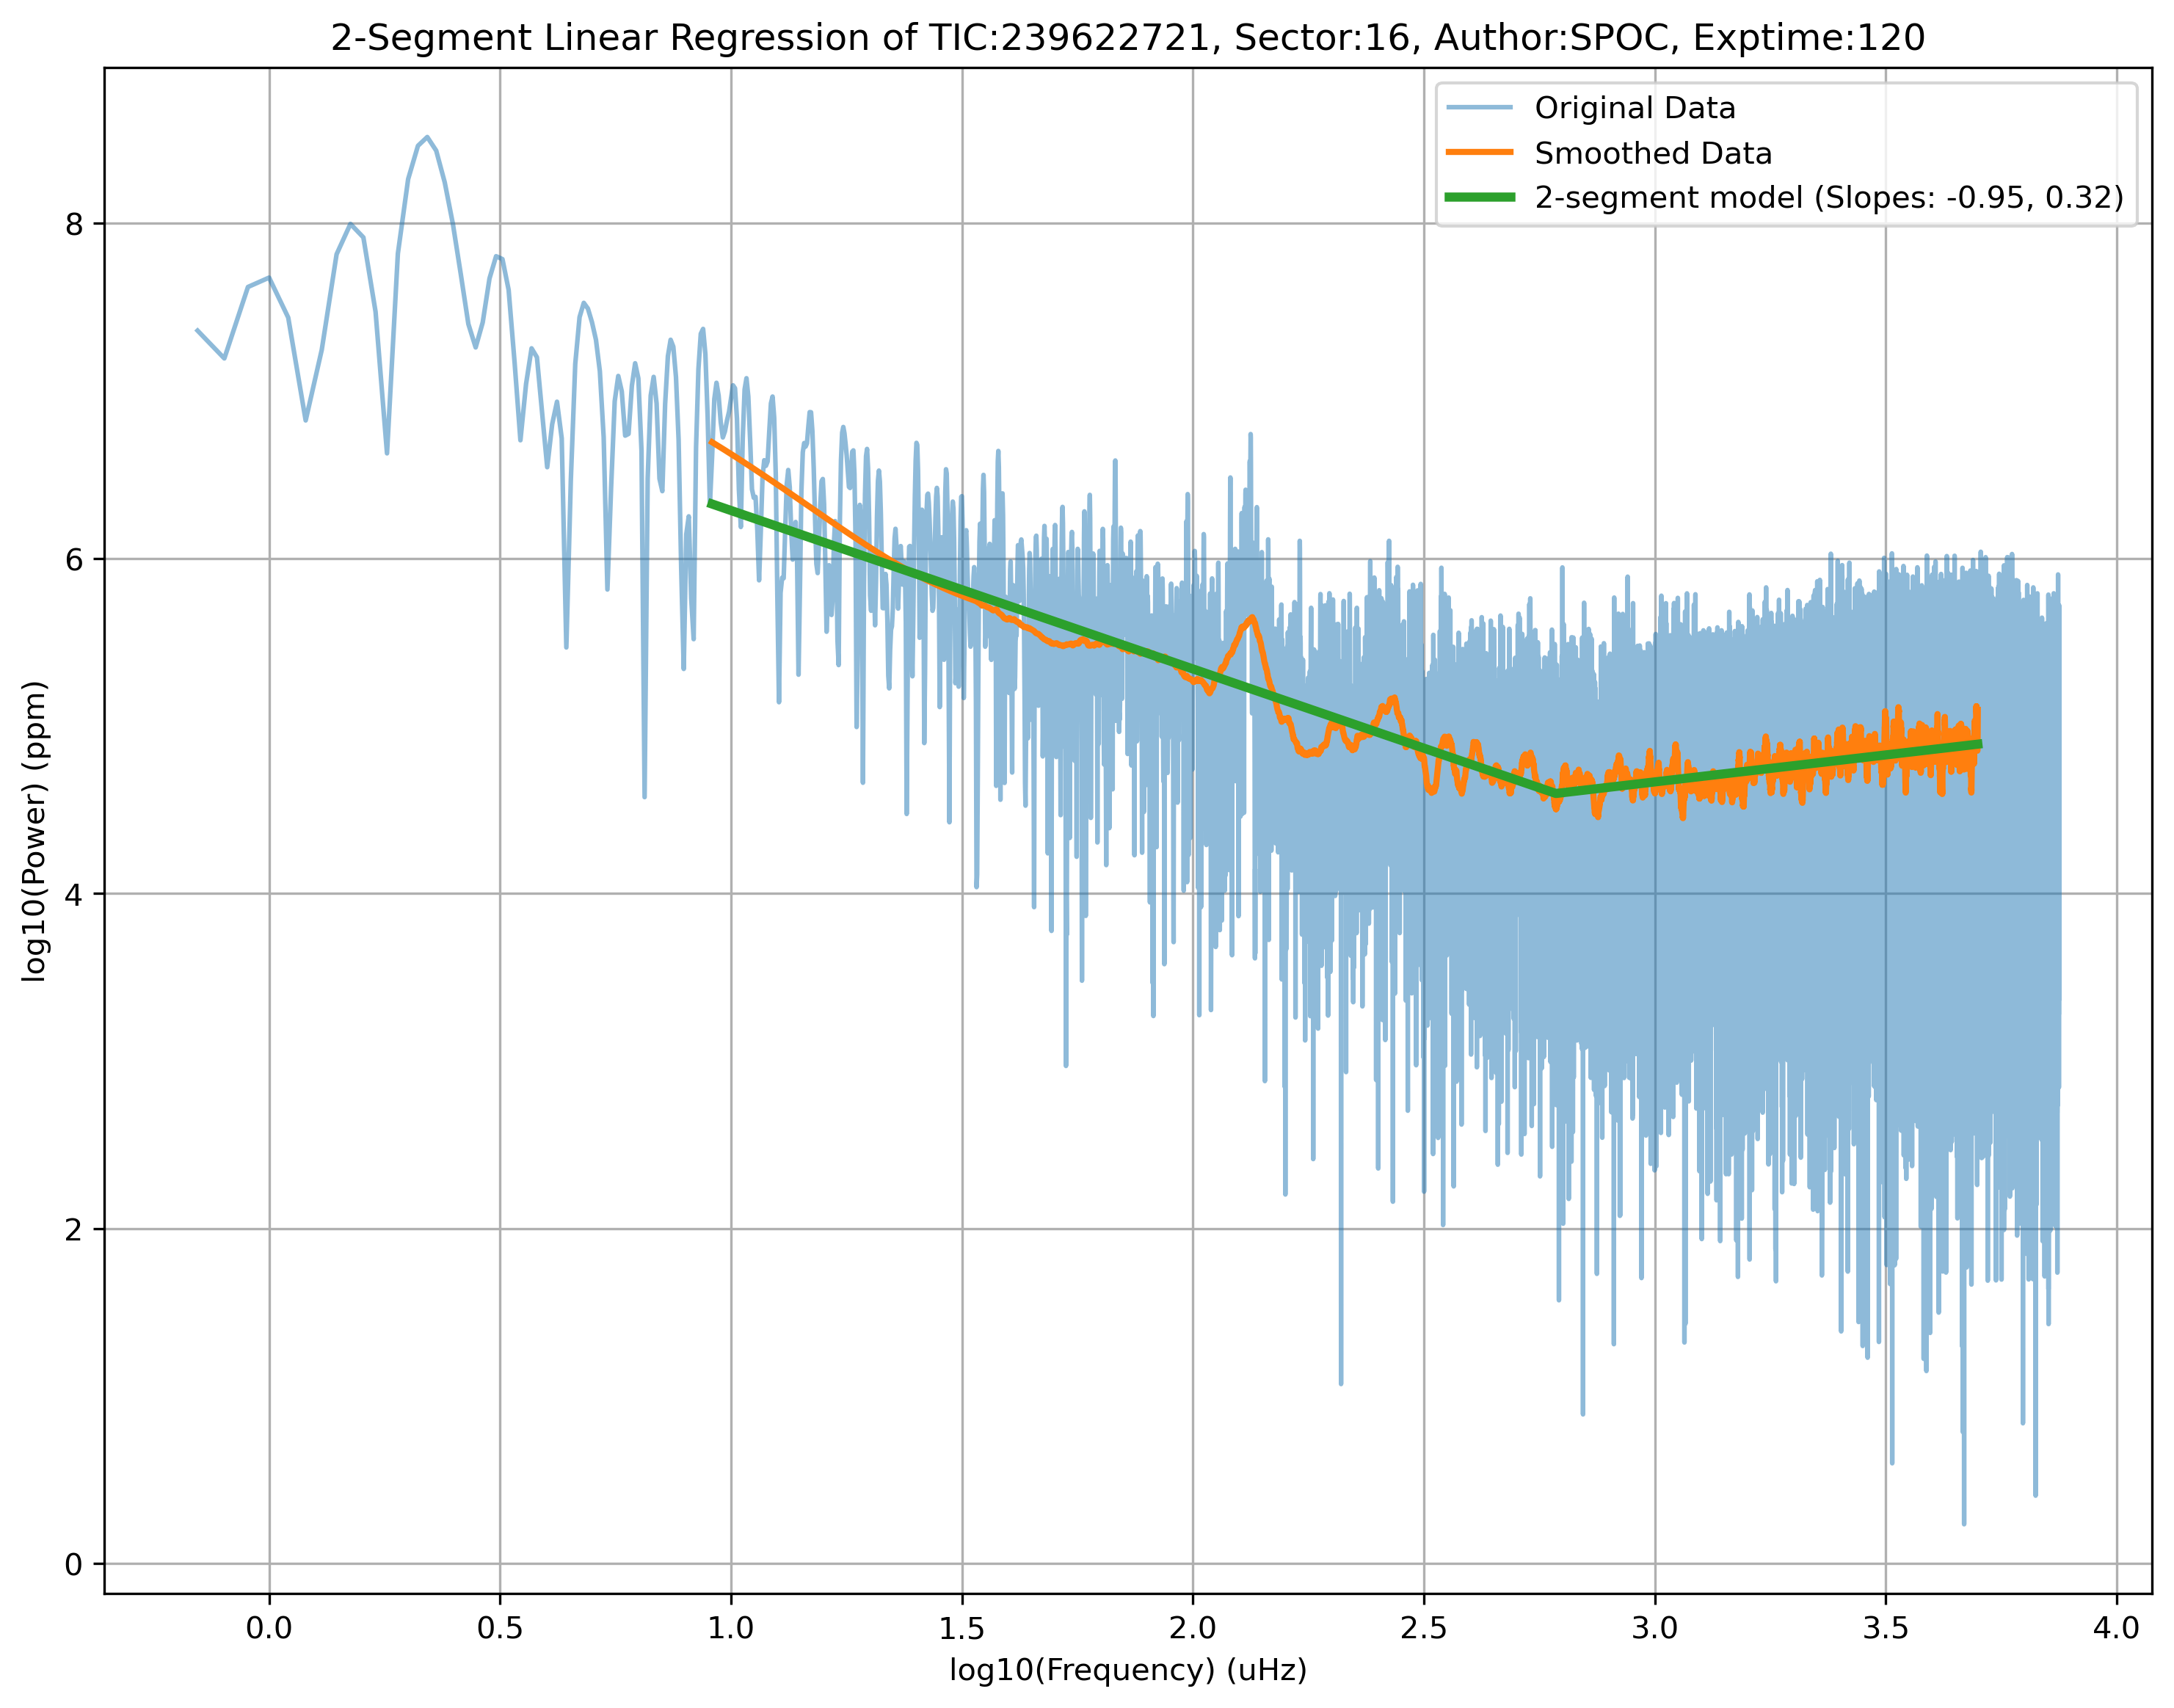 2-Segment Linear Regression of TIC:239622721, Sector:16, Author:SPOC, Exptime:120
Original Data
Smoothed Data
2-segment model (Slopes: -0.95, 0.32)
log10(Power) (ppm)
8
6
4
2
0
0.0 0.5 1.0 1.5 2.0 2.5 3.0 3.5 4.0
log10(Frequency) (uHz)